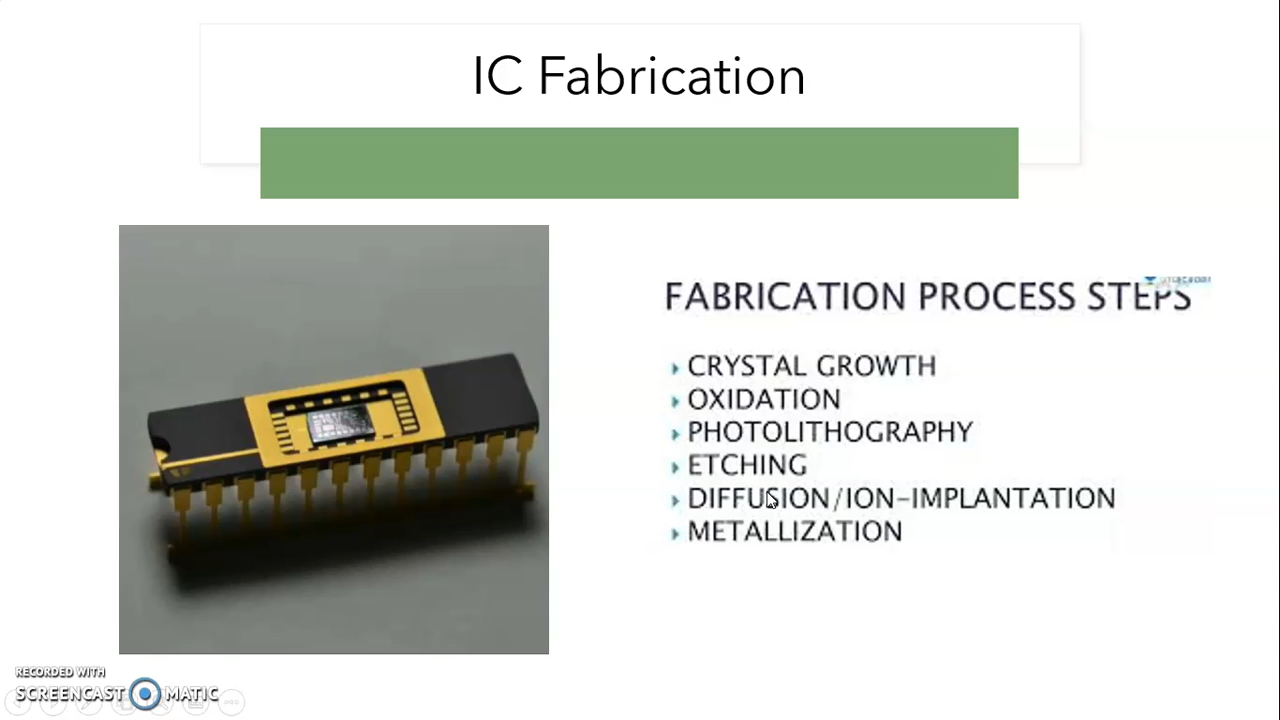 IC Fabrication
FABRICATION PROCESS STEPS
CRYSTAL GROWTH
OXIDATION
PHOTOLITHOGRAPHY
ETCHING
DIFFUSION/ION-IMPLANTATION
METALLIZATION
RECORDED WITH
SCREENCAST MATIC